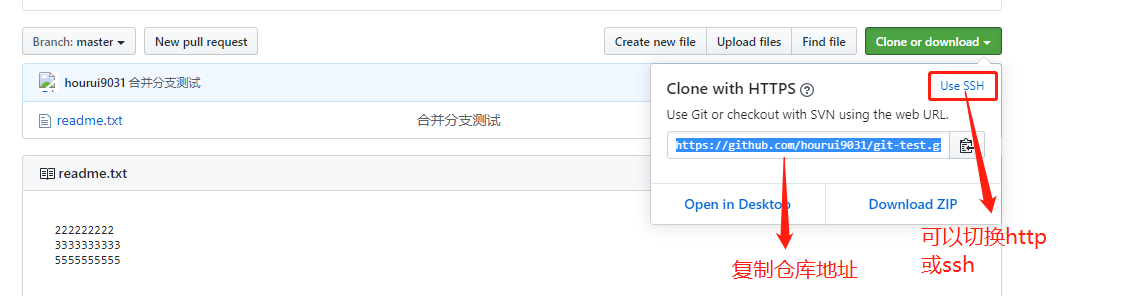 Branch: master
New pull request
Create new file
Upload files
Find file
Clone or download
hourui9031 合并分支测试
readme.txt
合并分支测试
Clone with HTTPS
Use SSH
Use Git or checkout with SVN using the web URL.
https://github.com/hourui9031/git-test.g
Open in Desktop
Download ZIP
readme.txt
222222222
3333333333
5555555555
复制仓库地址
可以切换http
或ssh